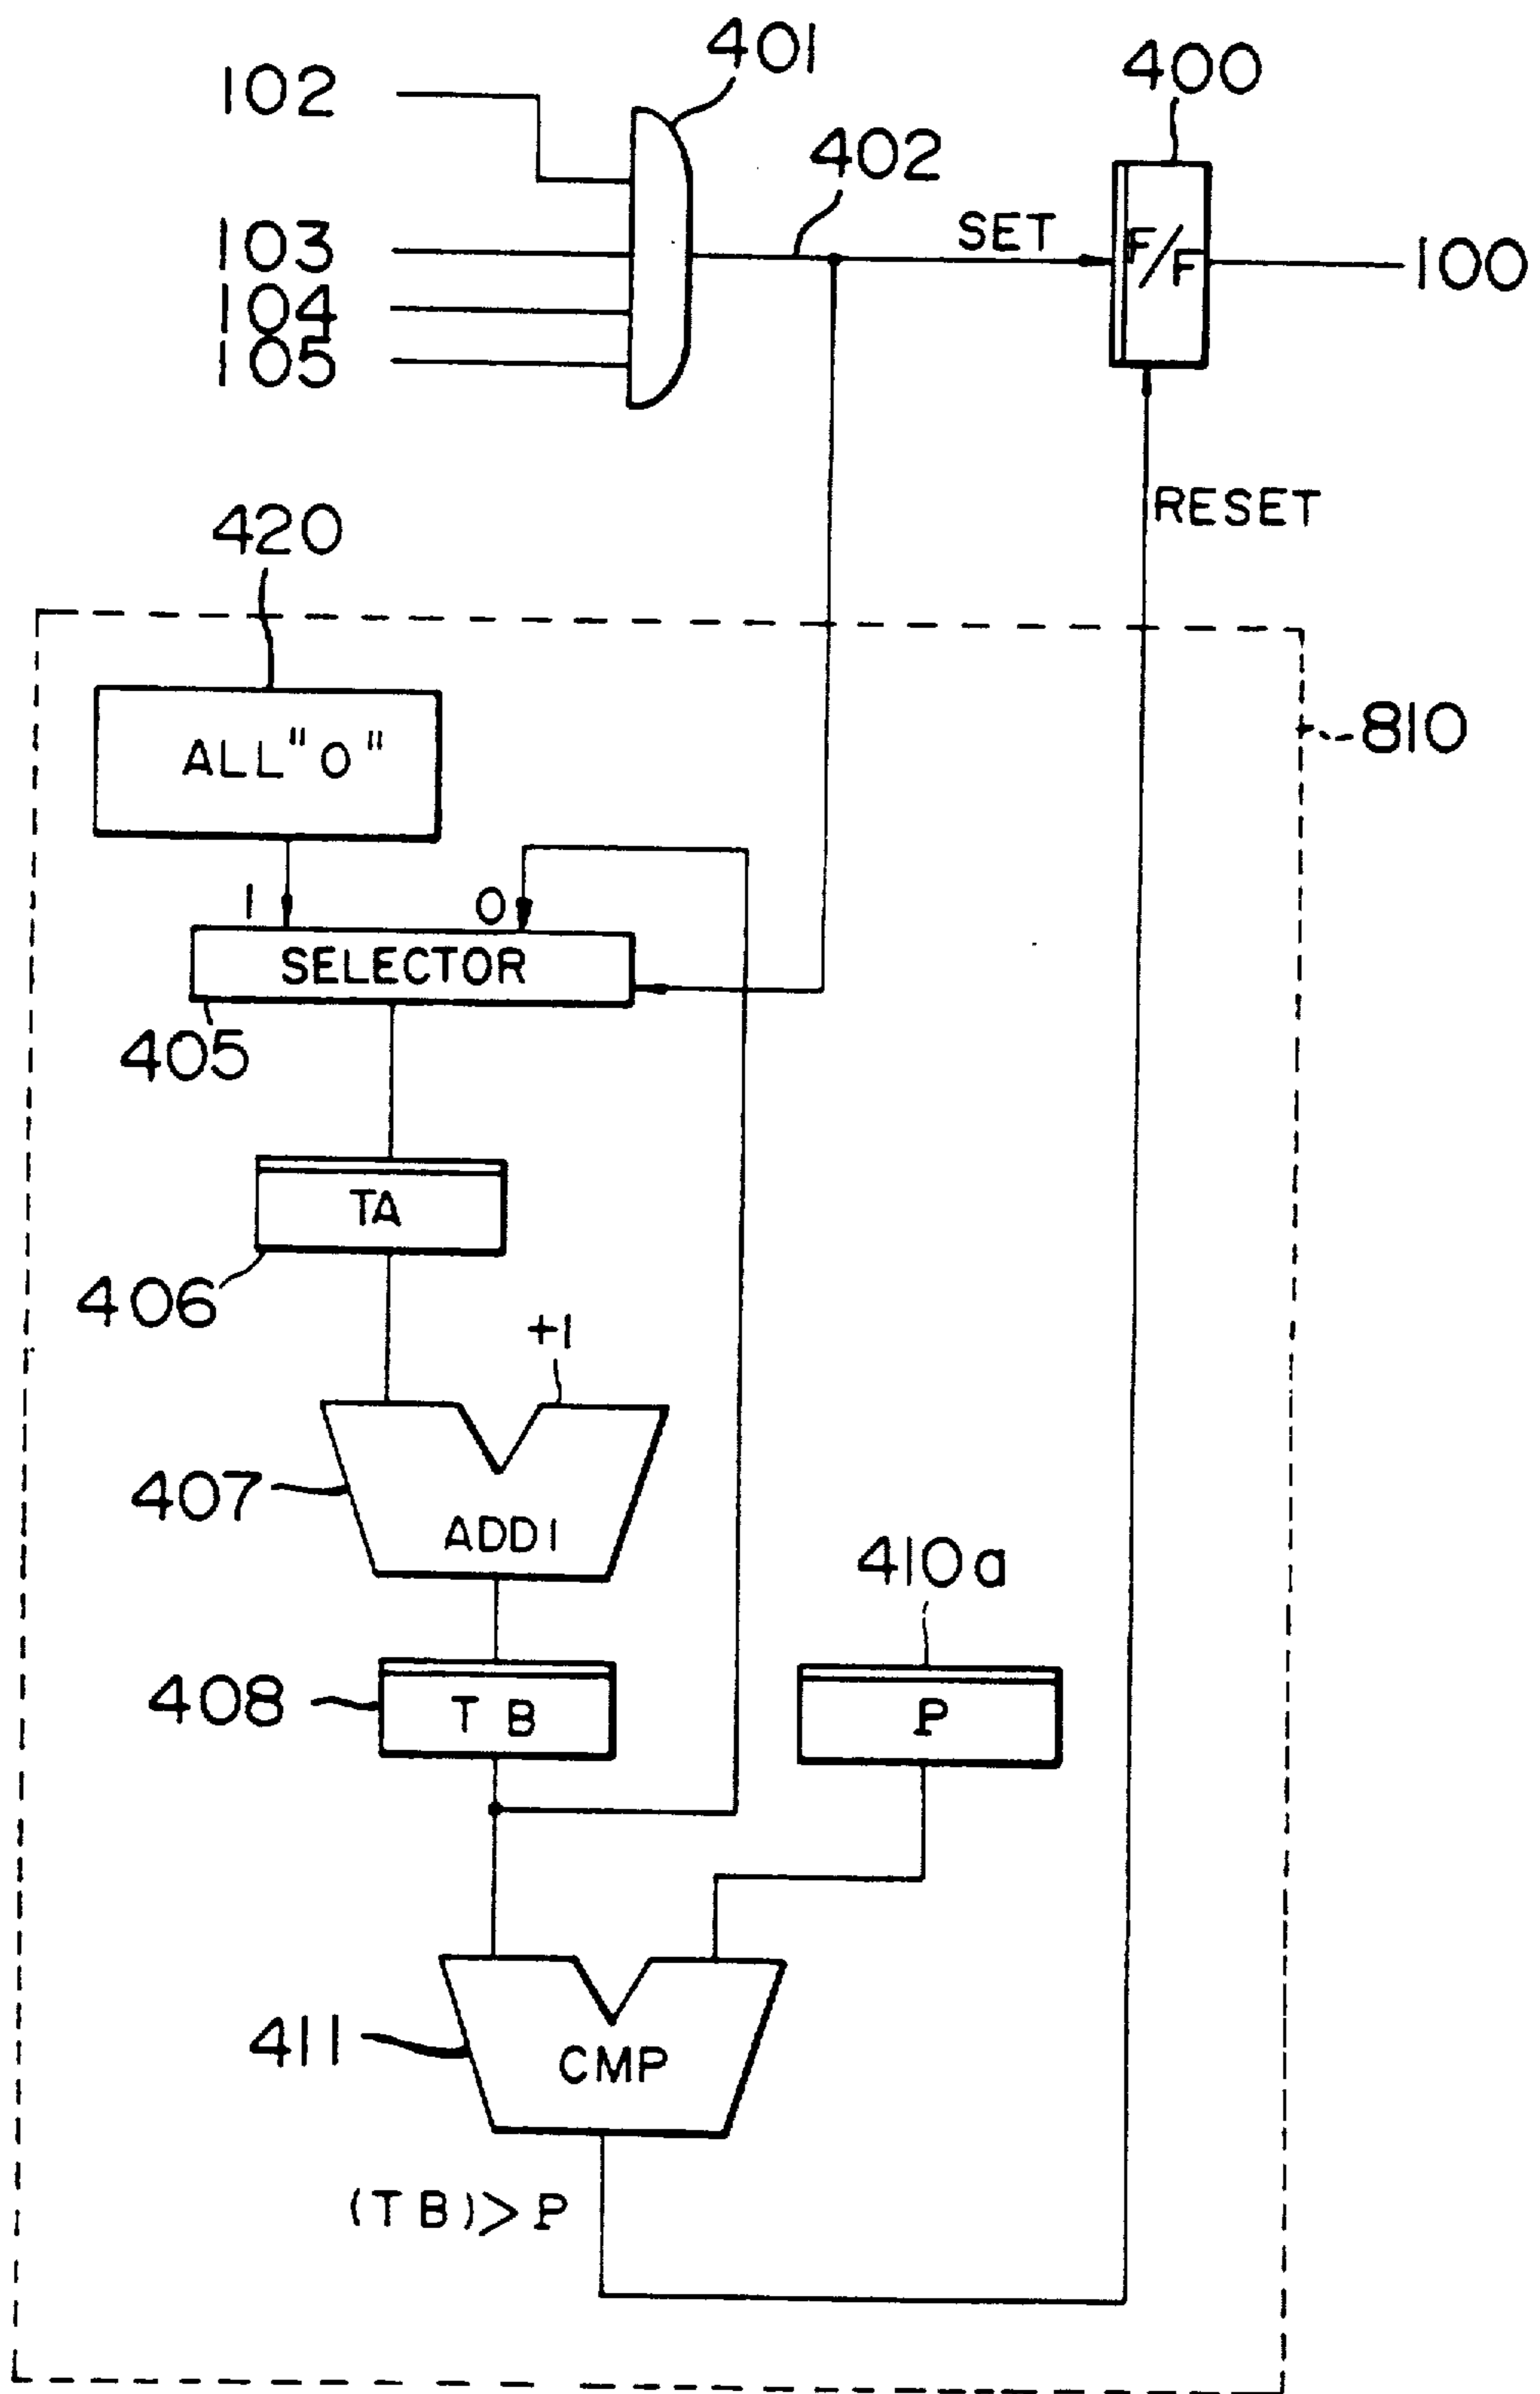 401
400
102
402
SET
F/F
103
100
104
105
RESET
420
810
ALL "0"
1
0
SELECTOR
405
TA
406
+1
407
ADD1
410a
408
TB
P
411
CMP
(TB)>P